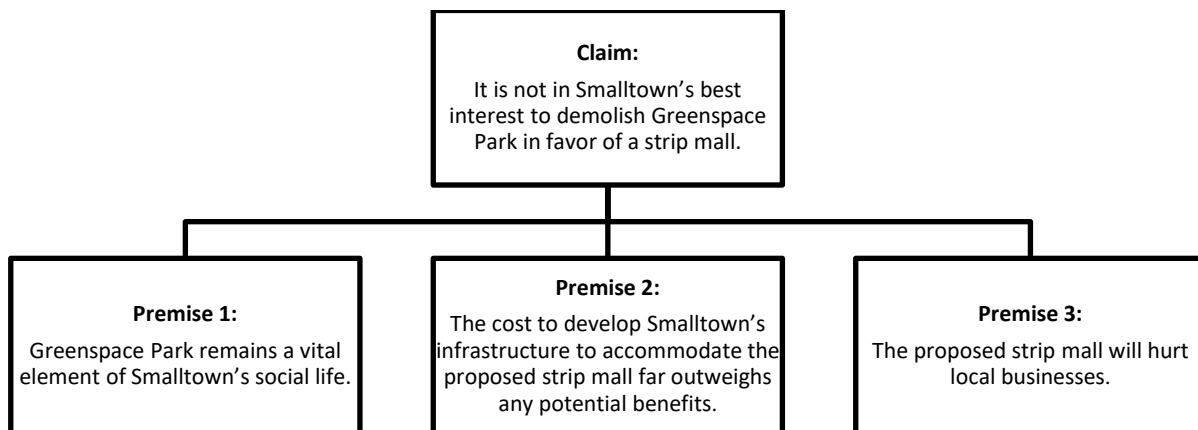 Claim:
It is not in Smalltown’s best
interest to demolish Greenspace
Park in favor of a strip mall.
Premise 1:
Greenspace Park remains a vital
element of Smalltown’s social life.
Premise 2:
The cost to develop Smalltown’s
infrastructure to accommodate the
proposed strip mall far outweighs
any potential benefits.
Premise 3:
The proposed strip mall will hurt
local businesses.